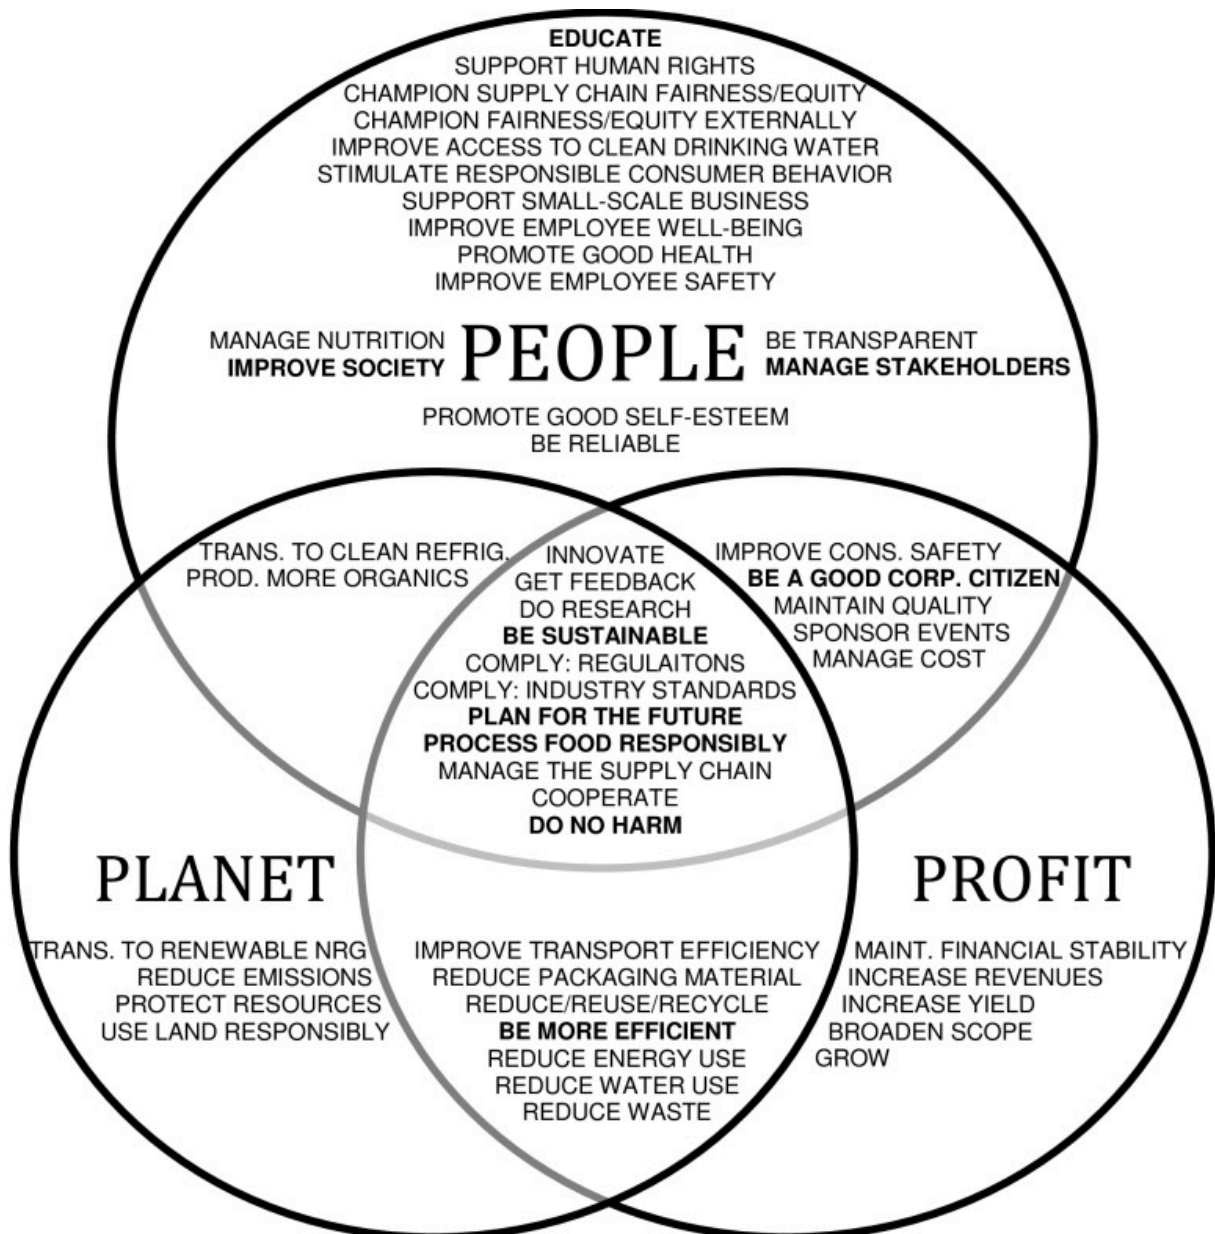 EDUCATE
SUPPORT HUMAN RIGHTS
CHAMPION SUPPLY CHAIN FAIRNESS/EQUITY
CHAMPION FAIRNESS/EQUITY EXTERNALLY
IMPROVE ACCESS TO CLEAN DRINKING WATER
STIMULATE RESPONSIBLE CONSUMER BEHAVIOR
SUPPORT SMALL-SCALE BUSINESS
IMPROVE EMPLOYEE WELL-BEING
PROMOTE GOOD HEALTH
IMPROVE EMPLOYEE SAFETY
MANAGE NUTRITION
IMPROVE SOCIETY
PEOPLE
BE TRANSPARENT
MANAGE STAKEHOLDERS
PROMOTE GOOD SELF-ESTEEM
BE RELIABLE
TRANS. TO CLEAN REFRIG.
PROD. MORE ORGANICS
INNOVATE
GET FEEDBACK
DO RESEARCH
BE SUSTAINABLE
COMPLY: REGULAITONS
COMPLY: INDUSTRY STANDARDS
PLAN FOR THE FUTURE
PROCESS FOOD RESPONSIBLY
MANAGE THE SUPPLY CHAIN
COOPERATE
DO NO HARM
IMPROVE CONS. SAFETY
BE A GOOD CORP. CITIZEN
MAINTAIN QUALITY
SPONSOR EVENTS
MANAGE COST
PLANET
TRANS. TO RENEWABLE NRG
REDUCE EMISSIONS
PROTECT RESOURCES
USE LAND RESPONSIBLY
IMPROVE TRANSPORT EFFICIENCY
REDUCE PACKAGING MATERIAL
REDUCE/REUSE/RECYCLE
BE MORE EFFICIENT
REDUCE ENERGY USE
REDUCE WATER USE
REDUCE WASTE
PROFIT
MAINT. FINANCIAL STABILITY
INCREASE REVENUES
INCREASE YIELD
BROADEN SCOPE
GROW